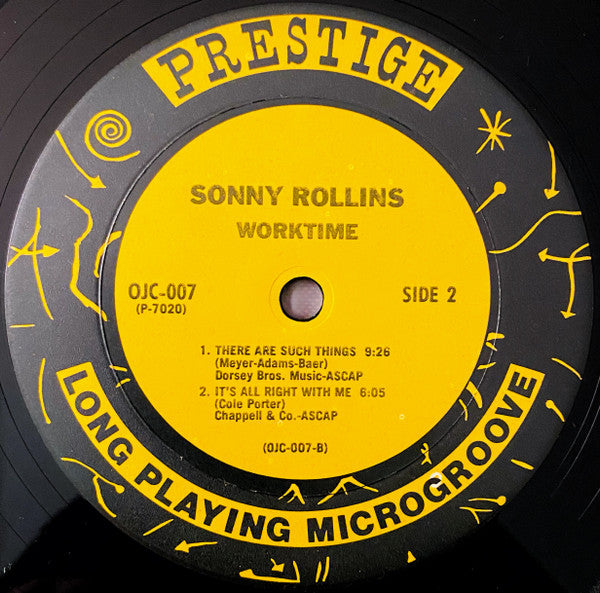 PRESTIGE
SONNY ROLLINS
WORKTIME
OJC-007
(P-7020)
SIDE 2
1. THERE ARE SUCH THINGS 9:26
(Meyer-Adams-Baer)
Dorsey Bros. Music-ASCAP
2. IT'S ALL RIGHT WITH ME 6:05
(Cole Porter)
Chappell & Co.-ASCAP
(OJC-007-B)
LONG PLAYING MICROGROOVE